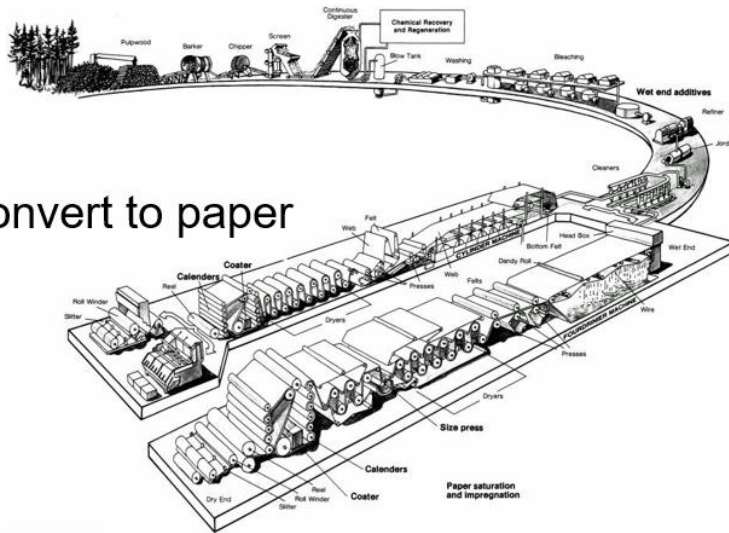 Continuous
Digester
Chemical Recovery
and Regeneration
Screen
Pulpwood
Barker
Chipper
Blow Tank
Washing
Bleaching
Wet end additives
Refiner
Jord
Cleaners
onvert to paper
Felt
Web
CYLINDER MACHINE
Bottom Felt
Head Box
Wet End
Web
Dandy Roll
Coater
Calenders
Presses
Reel
Felts
Roll Winder
Wire
Slitter
Dryers
FOURDRINIER MACHINE
Presses
Dryers
Size press
Calenders
Paper saturation
and impregnation
Reel
Coater
Roll Winder
Dry End
Slitter